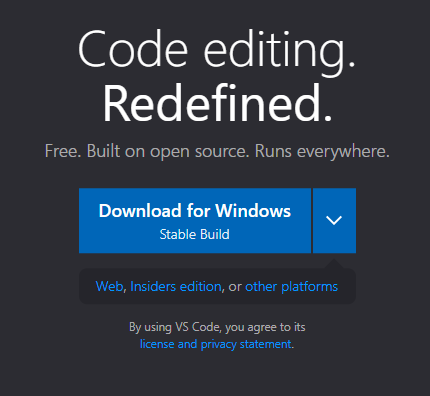 Code editing.
Redefined.
Free. Built on open source. Runs everywhere.
Download for Windows
Stable Build
Web, Insiders edition, or other platforms
By using VS Code, you agree to its
license and privacy statement.